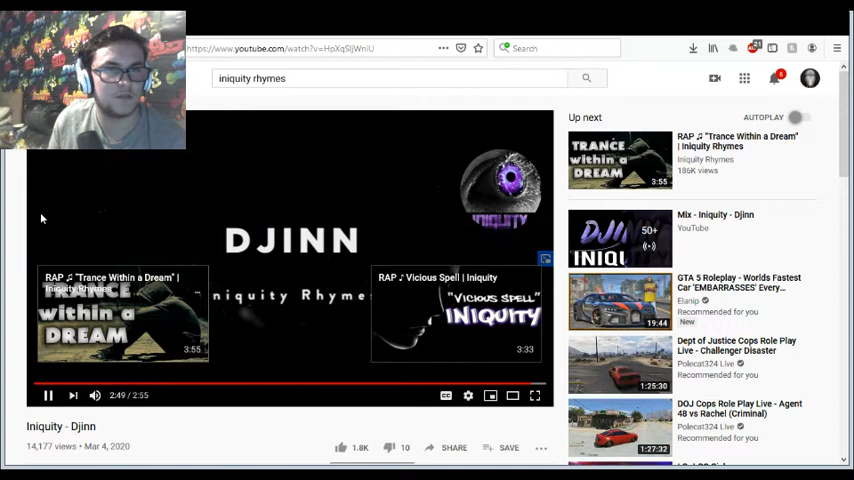 https://www.youtube.com/watch?v=HpXqSIjWniU
Search
21
iniquity rhymes
6
Up next
AUTOPLAY
TRANCE
within a
DREAM
3:55
RAP ♫ "Trance Within a Dream"
| Iniquity Rhymes
Iniquity Rhymes
186K views
INIQUITY
DJINN
niquity Rhymes
RAP ♫ "Trance Within a Dream" |
Iniquity Rhymes
TRANCE
within a
DREAM
3:55
RAP ♪ Vicious Spell | Iniquity
"VICIOUS SPELL"
INIQUITY
3:33
DJIN
INIQU
50+
Mix - Iniquity - Djinn
YouTube
GTA 5 Roleplay - Worlds Fastest
Car 'EMBARRASSES' Every...
Elanip
Recommended for you
New
19:44
Dept of Justice Cops Role Play
Live - Challenger Disaster
Polecat324 Live
Recommended for you
1:25:30
DOJ Cops Role Play Live - Agent
48 vs Rachel (Criminal)
Polecat324 Live
Recommended for you
1:27:32
2:49 / 2:55
Iniquity - Djinn
14,177 views • Mar 4, 2020
1.8K
10
SHARE
SAVE